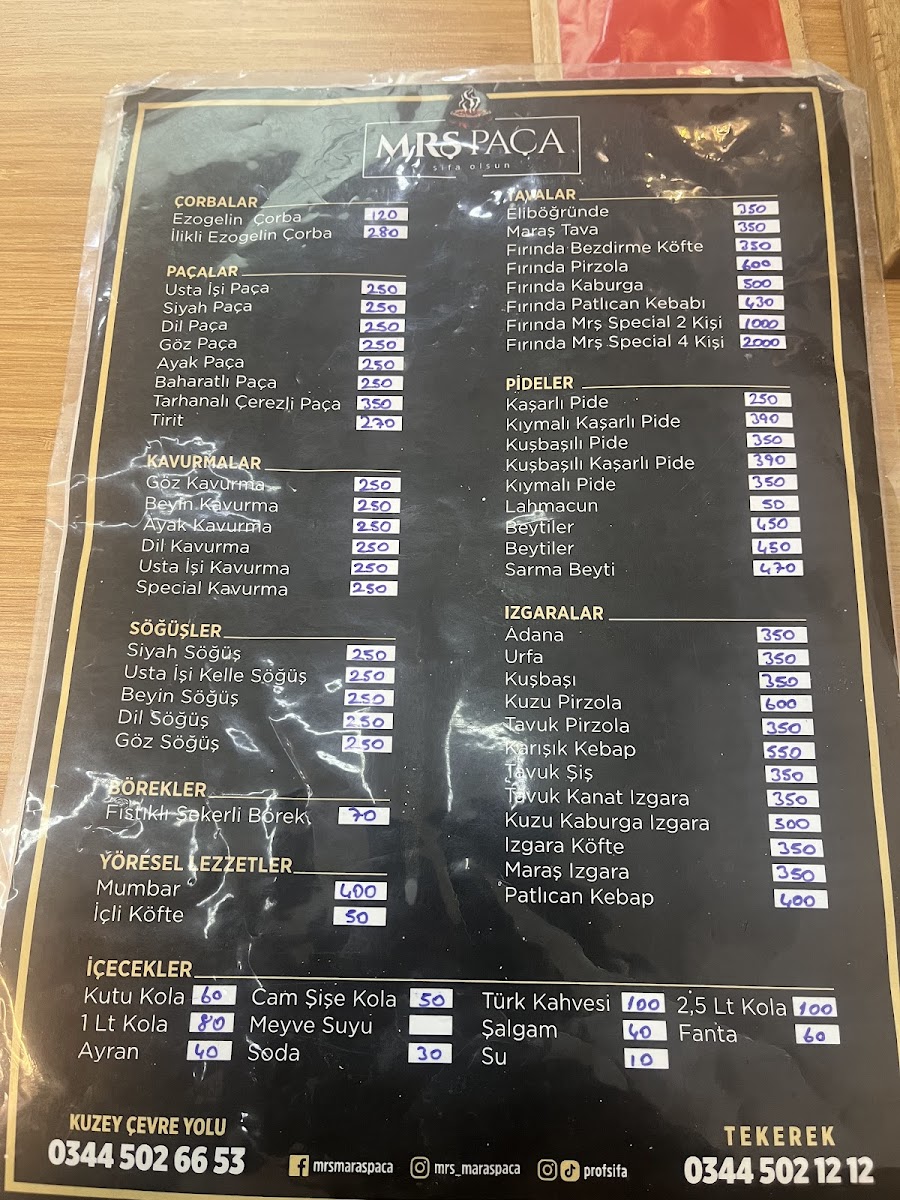 MRŞ PAÇA
şifa olsun
ÇORBALAR
Ezogelin Çorba 120
İlikli Ezogelin Çorba 280
PAÇALAR
Usta İşi Paça 250
Siyah Paça 250
Dil Paça 250
Göz Paça 250
Ayak Paça 250
Baharatlı Paça 250
Tarhanalı Çerezli Paça 350
Tirit 270
KAVURMALAR
Göz Kavurma 250
Beyin Kavurma 250
Ayak Kavurma 250
Dil Kavurma 250
Usta İşi Kavurma 250
Special Kavurma 250
SÖĞÜŞLER
Siyah Söğüş 250
Usta İşi Kelle Söğüş 250
Beyin Söğüş 250
Dil Söğüş 250
Göz Söğüş 250
BÖREKLER
Fıstıklı Şekerli Börek 70
YÖRESEL LEZZETLER
Mumbar 400
İçli Köfte 50
TAVALAR
Eliböğründe 350
Maraş Tava 350
Fırında Bezdirme Köfte 350
Fırında Pirzola 600
Fırında Kaburga 500
Fırında Patlıcan Kebabı 430
Fırında Mrş Special 2 Kişi 1000
Fırında Mrş Special 4 Kişi 2000
PİDELER
Kaşarlı Pide 250
Kıymalı Kaşarlı Pide 390
Kuşbaşılı Pide 350
Kuşbaşılı Kaşarlı Pide 390
Kıymalı Pide 350
Lahmacun 50
Beytiler 450
Beytiler 450
Sarma Beyti 470
IZGARALAR
Adana 350
Urfa 350
Kuşbaşı 350
Kuzu Pirzola 600
Tavuk Pirzola 350
Karışık Kebap 550
Tavuk Şiş 350
Tavuk Kanat Izgara 350
Kuzu Kaburga Izgara 500
Izgara Köfte 350
Maraş Izgara 350
Patlıcan Kebap 400
İÇECEKLER
Kutu Kola 60 Cam Şişe Kola 50 Türk Kahvesi 100 2,5 Lt Kola 100
1 Lt Kola 80 Meyve Suyu Şalgam 40 Fanta 60
Ayran 40 Soda 30 Su 10
KUZEY ÇEVRE YOLU
0344 502 66 53
mrsmaraspaca mrs_maraspaca profsifa
TEKEREK
0344 502 12 12